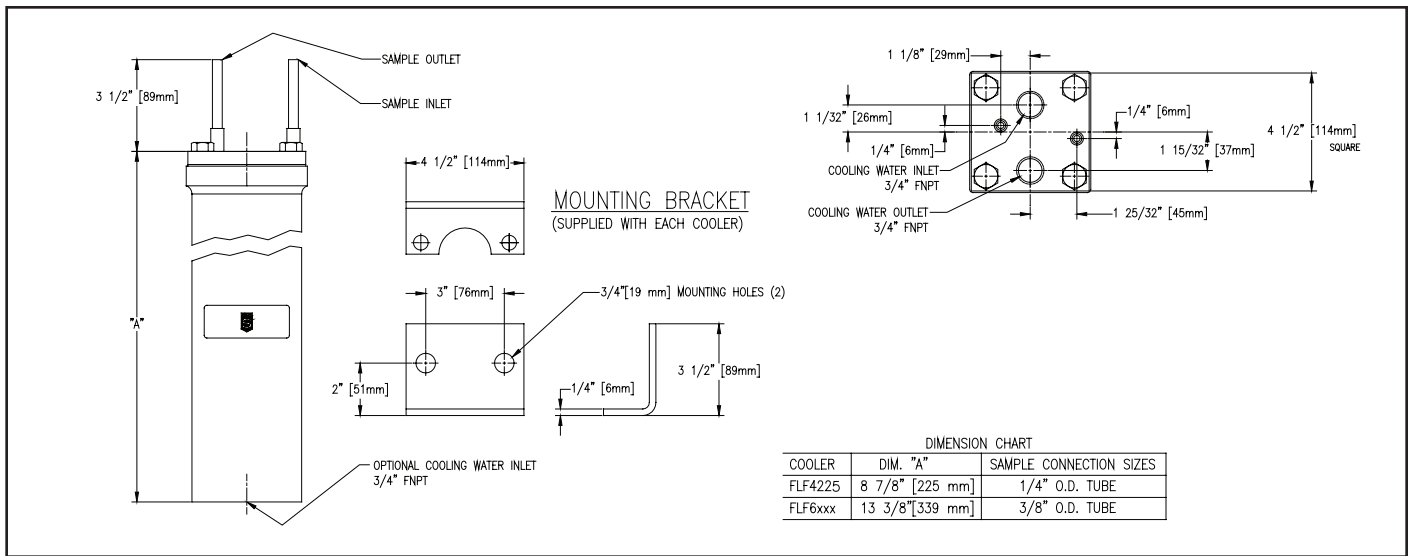 SAMPLE OUTLET
SAMPLE INLET
3 1/2" [89mm]
"A"
OPTIONAL COOLING WATER INLET
3/4" FNPT
4 1/2" [114mm]
MOUNTING BRACKET
(SUPPLIED WITH EACH COOLER)
3" [76mm]
3/4"[19 mm] MOUNTING HOLES (2)
2" [51mm]
1/4" [6mm]
3 1/2" [89mm]
1 1/8" [29mm]
1 1/32" [26mm]
1/4" [6mm]
1/4" [6mm]
4 1/2" [114mm]
SQUARE
1 15/32" [37mm]
COOLING WATER INLET
3/4" FNPT
COOLING WATER OUTLET
3/4" FNPT
1 25/32" [45mm]
DIMENSION CHART
COOLER DIM. "A" SAMPLE CONNECTION SIZES
FLF4225 8 7/8" [225 mm] 1/4" O.D. TUBE
FLF6xxx 13 3/8"[339 mm] 3/8" O.D. TUBE